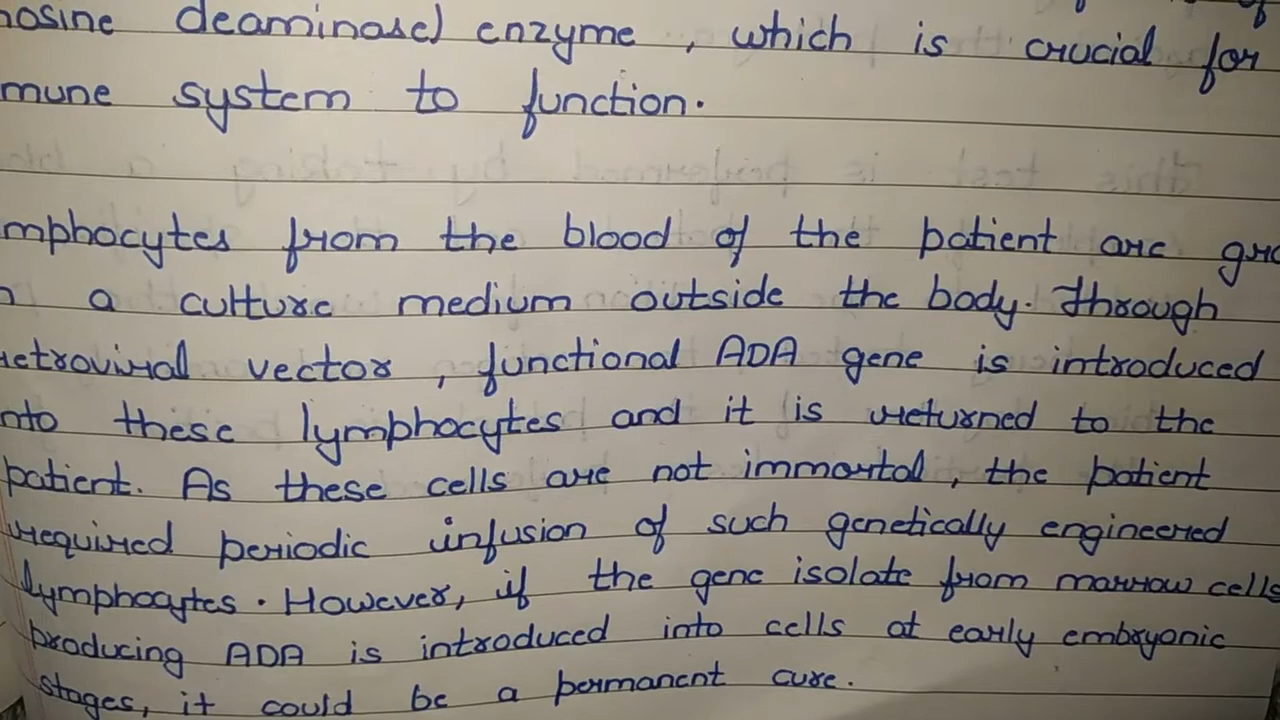 nosine deaminase) enzyme, which is crucial for
mune system to function.
mphocytes from the blood of the patient are gro
a culture medium outside the body. Through
retroviral vector, functional ADA gene is introduced
nto these lymphocytes and it is returned to the
patient. As these cells are not immortal, the patient
required periodic infusion of such genetically engineered
lymphocytes. However, if the gene isolate from marrow cells
producing ADA is introduced into cells at early embryonic
stages, it could be a permanent cure.